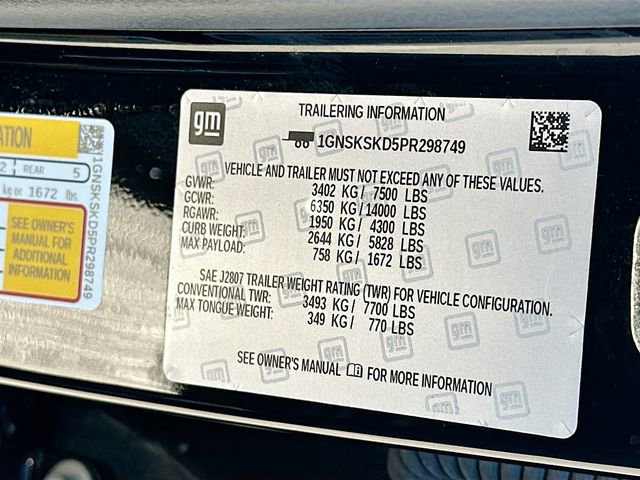 gm
TRAILERING INFORMATION
1GNSKSKD5PR298749
VEHICLE AND TRAILER MUST NOT EXCEED ANY OF THESE VALUES.
GVWR: 3402 KG/ 7500 LBS
GCWR: 6350 KG/14000 LBS
RGAWR: 1950 KG/ 4300 LBS
CURB WEIGHT: 2644 KG/ 5828 LBS
MAX PAYLOAD: 758 KG/ 1672 LBS
SAE J2807 TRAILER WEIGHT RATING (TWR) FOR VEHICLE CONFIGURATION.
CONVENTIONAL TWR: 3493 KG/ 7700 LBS
MAX TONGUE WEIGHT: 349 KG/ 770 LBS
SEE OWNER'S MANUAL FOR MORE INFORMATION
ATION
2 REAR 5
kg or 1672 lbs.
SEE OWNER'S
MANUAL FOR
ADDITIONAL
INFORMATION
1GNSKSKD5PR298749